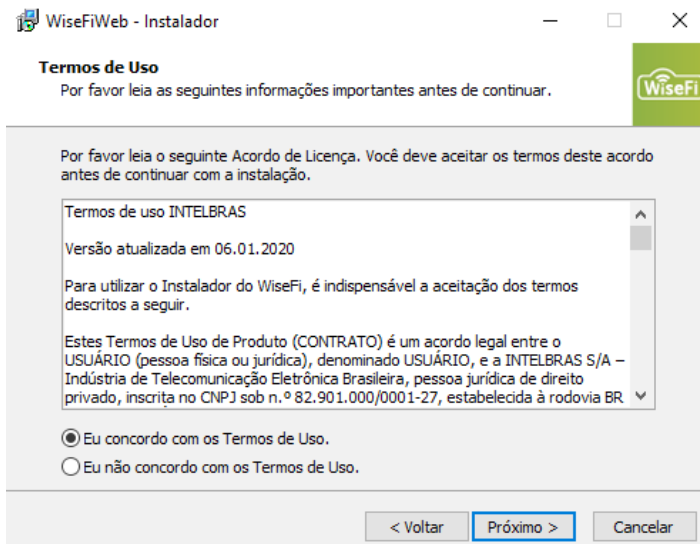 WiseFiWeb - Instalador
Termos de Uso
Por favor leia as seguintes informações importantes antes de continuar.
WiseFi
Por favor leia o seguinte Acordo de Licença. Você deve aceitar os termos deste acordo
antes de continuar com a instalação.
Termos de uso INTELBRAS
Versão atualizada em 06.01.2020
Para utilizar o Instalador do WiseFi, é indispensável a aceitação dos termos
descritos a seguir.
Estes Termos de Uso de Produto (CONTRATO) é um acordo legal entre o
USUÁRIO (pessoa física ou jurídica), denominado USUÁRIO, e a INTELBRAS S/A –
Indústria de Telecomunicação Eletrônica Brasileira, pessoa jurídica de direito
privado, inscrita no CNPJ sob n.º 82.901.000/0001-27, estabelecida à rodovia BR
Eu concordo com os Termos de Uso.
Eu não concordo com os Termos de Uso.
< Voltar
Próximo >
Cancelar